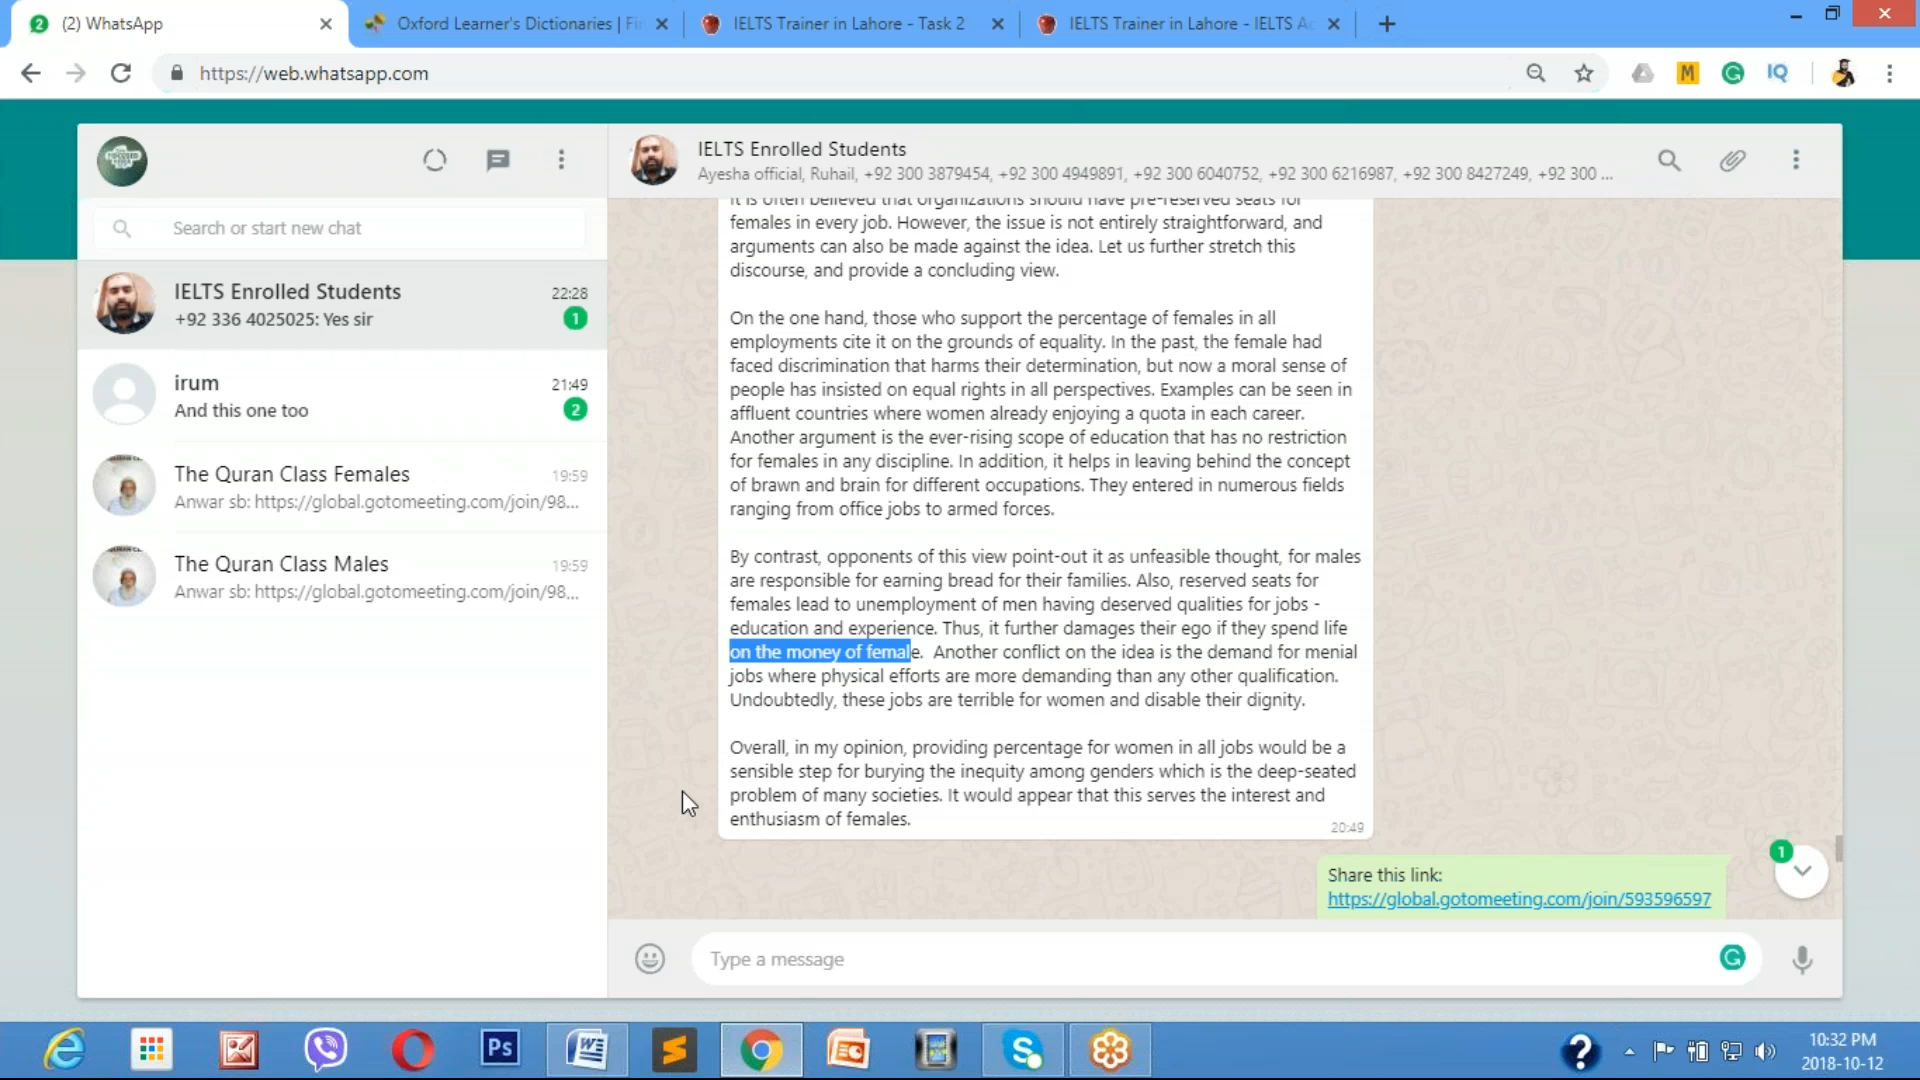 (2) WhatsApp
Oxford Learner's Dictionaries | Fi
IELTS Trainer in Lahore - Task 2
IELTS Trainer in Lahore - IELTS A
https://web.whatsapp.com
M
G
IQ
IELTS Enrolled Students
Ayesha official, Ruhail, +92 300 3879454, +92 300 4949891, +92 300 6040752, +92 300 6216987, +92 300 8427249, +92 300 ...
Search or start new chat
IELTS Enrolled Students
22:28
+92 336 4025025: Yes sir
1
irum
21:49
And this one too
2
The Quran Class Females
19:59
Anwar sb: https://global.gotomeeting.com/join/98...
The Quran Class Males
19:59
Anwar sb: https://global.gotomeeting.com/join/98...
It is often believed that organizations should have pre-reserved seats for
females in every job. However, the issue is not entirely straightforward, and
arguments can also be made against the idea. Let us further stretch this
discourse, and provide a concluding view.
On the one hand, those who support the percentage of females in all
employments cite it on the grounds of equality. In the past, the female had
faced discrimination that harms their determination, but now a moral sense of
people has insisted on equal rights in all perspectives. Examples can be seen in
affluent countries where women already enjoying a quota in each career.
Another argument is the ever-rising scope of education that has no restriction
for females in any discipline. In addition, it helps in leaving behind the concept
of brawn and brain for different occupations. They entered in numerous fields
ranging from office jobs to armed forces.
By contrast, opponents of this view point-out it as unfeasible thought, for males
are responsible for earning bread for their families. Also, reserved seats for
females lead to unemployment of men having deserved qualities for jobs -
education and experience. Thus, it further damages their ego if they spend life
on the money of female. Another conflict on the idea is the demand for menial
jobs where physical efforts are more demanding than any other qualification.
Undoubtedly, these jobs are terrible for women and disable their dignity.
Overall, in my opinion, providing percentage for women in all jobs would be a
sensible step for burying the inequity among genders which is the deep-seated
problem of many societies. It would appear that this serves the interest and
enthusiasm of females.
20:49
Share this link:
https://global.gotomeeting.com/join/593596597
1
Type a message
Ps
10:32 PM
2018-10-12